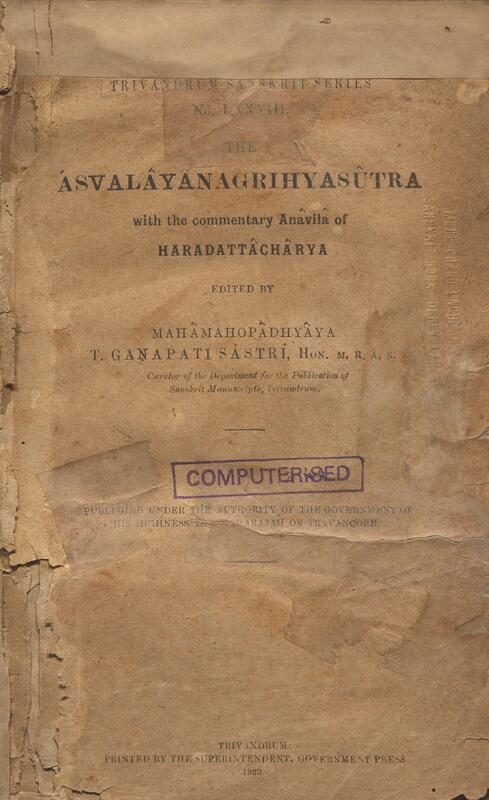 TRIVANDRUM SANSKRIT SERIES
No. LXXVIII.
THE
ÁSVALÂYANAGRIHYASÛTRA
with the commentary Anâvilâ of
HARADATTÂCHÂRYA
EDITED BY
MAHÂMAHOPÂDHYÂYA
T. GAṆAPATI SÁSTRÍ, HON. M. R. A. S.
Curator of the Department for the Publication of
Sanskrit Manuscripts, Trivandrum.
COMPUTERISED
PUBLISHED UNDER THE AUTHORITY OF THE GOVERNMENT OF
HIS HIGHNESS THE MAHARAJAH OF TRAVANCORE.
TRIVANDRUM:
PRINTED BY THE SUPERINTENDENT, GOVERNMENT PRESS
1923